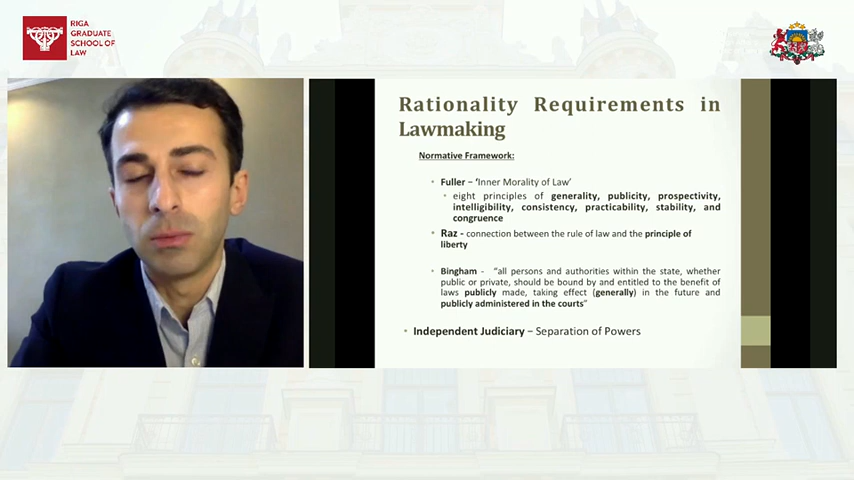 RIGA
GRADUATE
SCHOOL OF
LAW
Rationality Requirements in
Lawmaking
Normative Framework:
• Fuller – 'Inner Morality of Law'
• eight principles of generality, publicity, prospectivity,
intelligibility, consistency, practicability, stability, and
congruence
• Raz - connection between the rule of law and the principle of
liberty
• Bingham - "all persons and authorities within the state, whether
public or private, should be bound by and entitled to the benefit of
laws publicly made, taking effect (generally) in the future and
publicly administered in the courts"
• Independent Judiciary – Separation of Powers